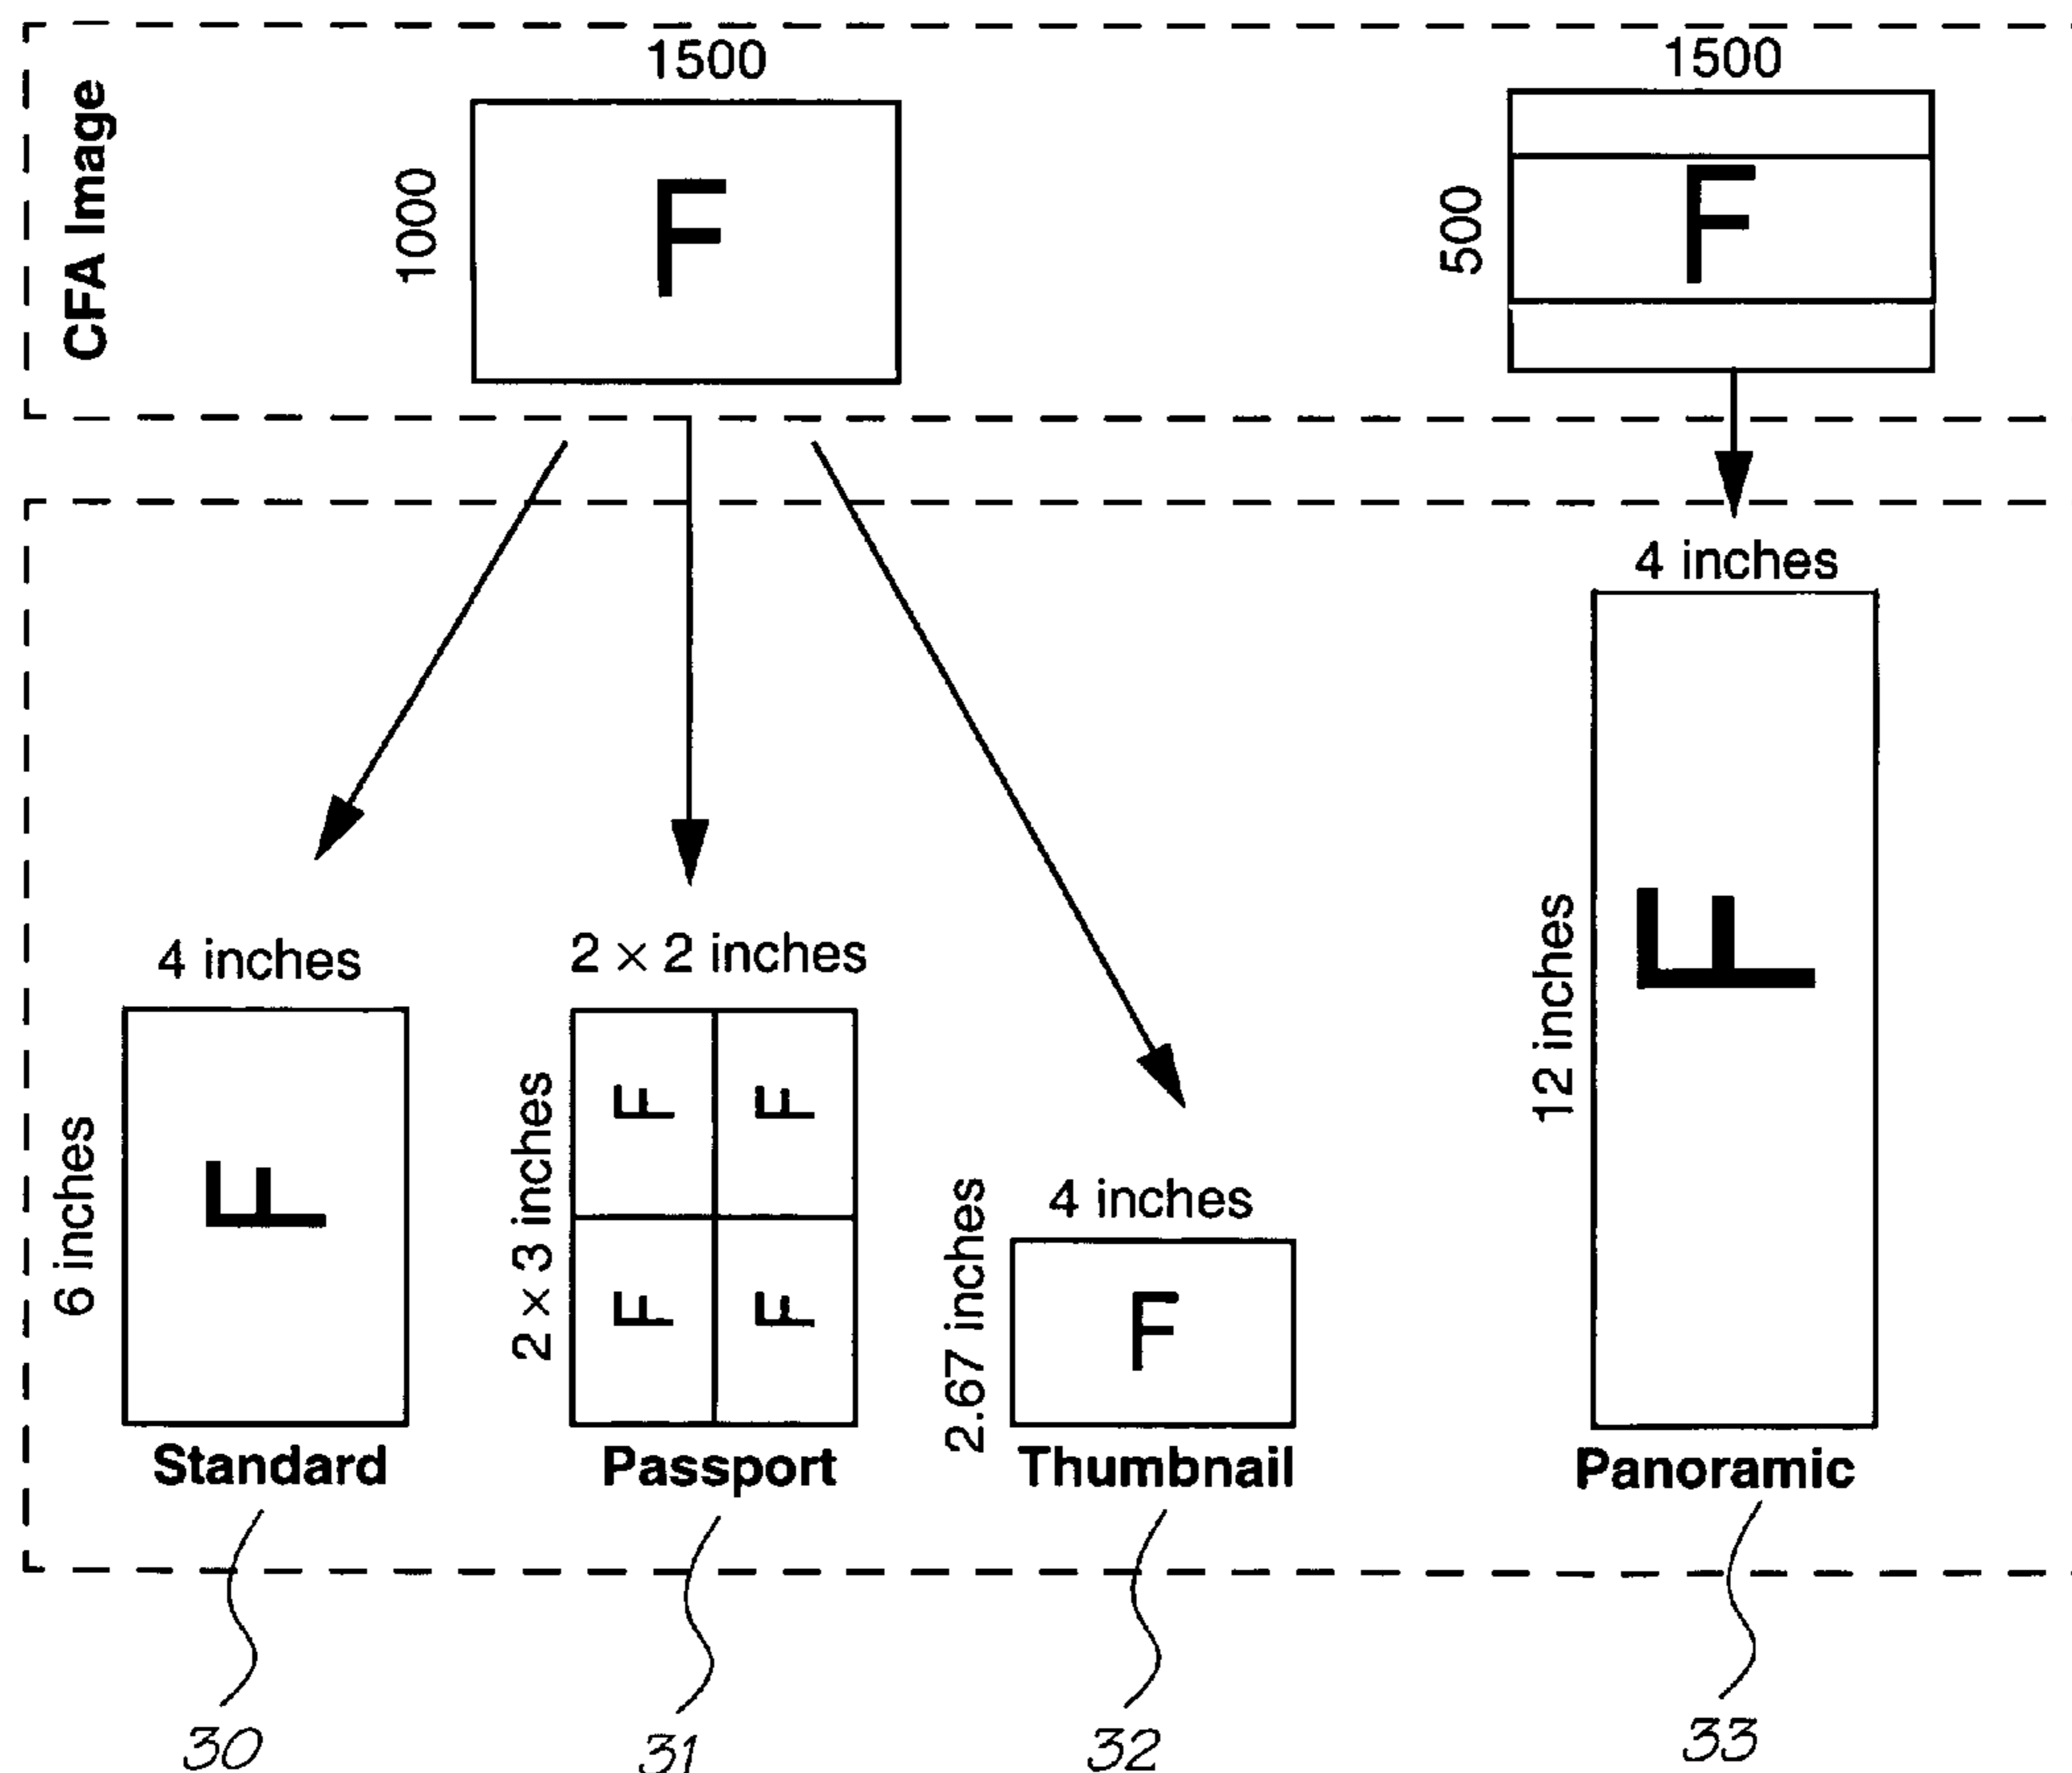 CFA Image
1500
1000
F
1500
500
F
4 inches
6 inches
F
Standard
30
2 × 2 inches
2 × 3 inches
F F
F F
Passport
31
4 inches
2.67 inches
F
Thumbnail
32
4 inches
12 inches
F
Panoramic
33